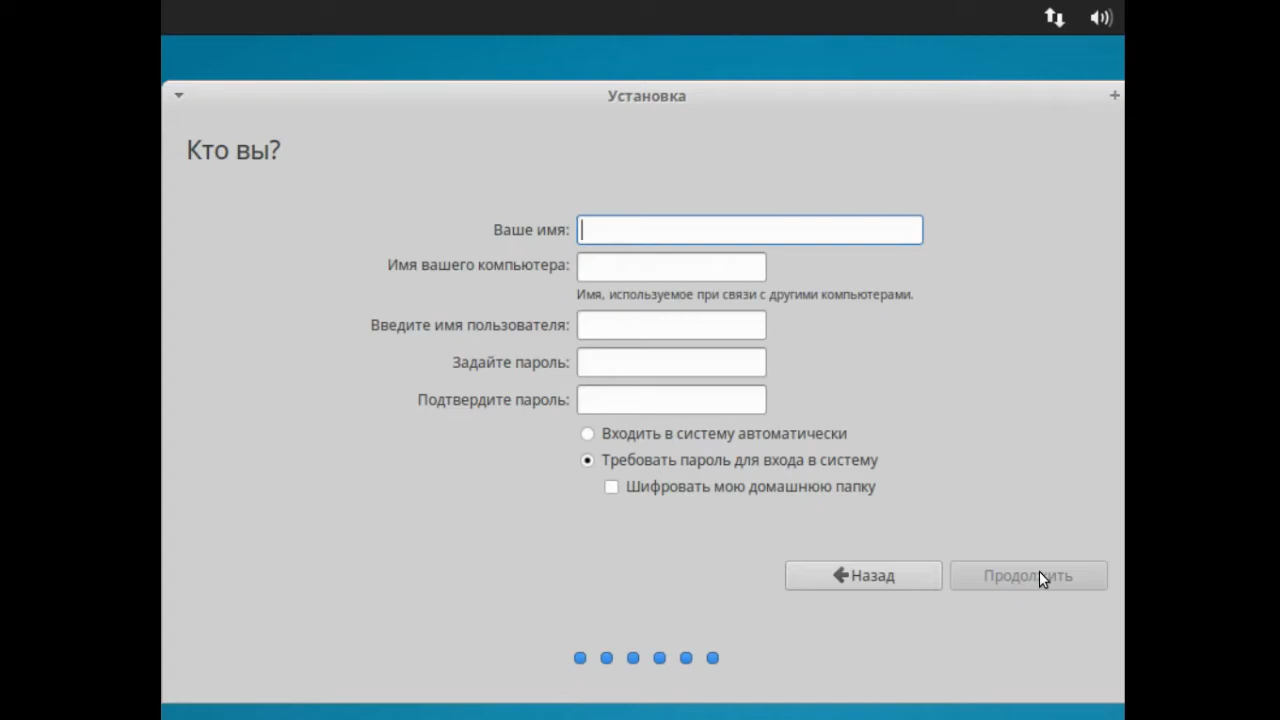 Установка
Кто вы?
Ваше имя:
Имя вашего компьютера:
Имя, используемое при связи с другими компьютерами.
Введите имя пользователя:
Задайте пароль:
Подтвердите пароль:
Входить в систему автоматически
Требовать пароль для входа в систему
Шифровать мою домашнюю папку
Назад Продолжить